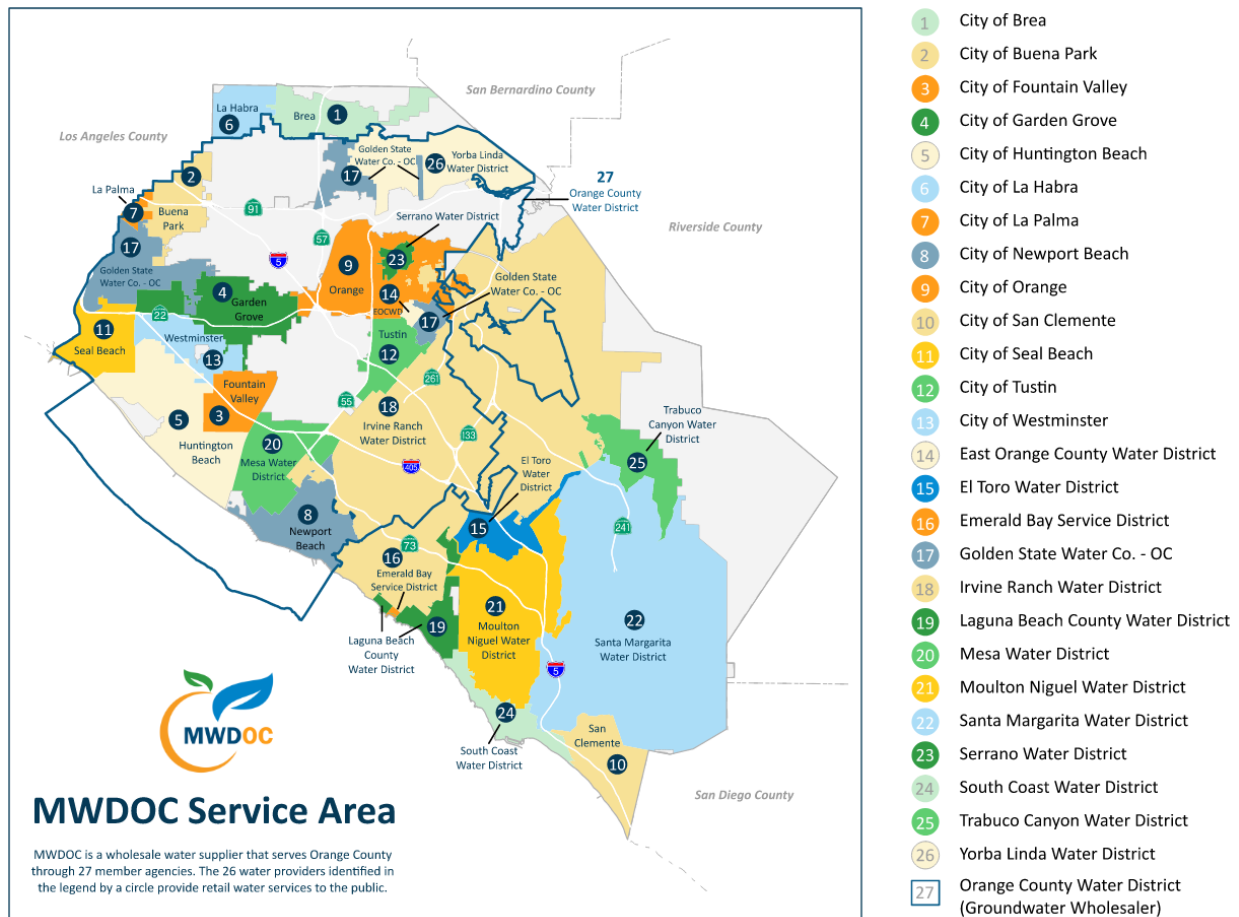 San Bernardino County
Los Angeles County
La Habra
6
Brea
1
Golden State
Water Co. - OC
17
26
Yorba Linda
Water District
27
Orange County
Water District
2
La Palma
7
Buena
Park
91
57
Serrano Water District
Riverside County
17
Golden State
Water Co. - OC
5
9
Orange
23
14
EOCWD
Golden State
Water Co. - OC
17
4
Garden
Grove
22
11
Seal Beach
Westminster
13
Tustin
12
261
Fountain
Valley
3
55
5
Huntington
Beach
18
Irvine Ranch
Water District
133
Trabuco
Canyon Water
District
25
20
Mesa Water
District
405
El Toro
Water
District
15
8
Newport
Beach
73
241
16
Emerald Bay
Service District
19
Laguna Beach
County
Water District
21
Moulton
Niguel Water
District
22
Santa Margarita
Water District
5
24
South Coast
Water District
San
Clemente
10
San Diego County
MWDOC
MWDOC Service Area
MWDOC is a wholesale water supplier that serves Orange County
through 27 member agencies. The 26 water providers identified in
the legend by a circle provide retail water services to the public.
1 City of Brea
2 City of Buena Park
3 City of Fountain Valley
4 City of Garden Grove
5 City of Huntington Beach
6 City of La Habra
7 City of La Palma
8 City of Newport Beach
9 City of Orange
10 City of San Clemente
11 City of Seal Beach
12 City of Tustin
13 City of Westminster
14 East Orange County Water District
15 El Toro Water District
16 Emerald Bay Service District
17 Golden State Water Co. - OC
18 Irvine Ranch Water District
19 Laguna Beach County Water District
20 Mesa Water District
21 Moulton Niguel Water District
22 Santa Margarita Water District
23 Serrano Water District
24 South Coast Water District
25 Trabuco Canyon Water District
26 Yorba Linda Water District
27 Orange County Water District
(Groundwater Wholesaler)